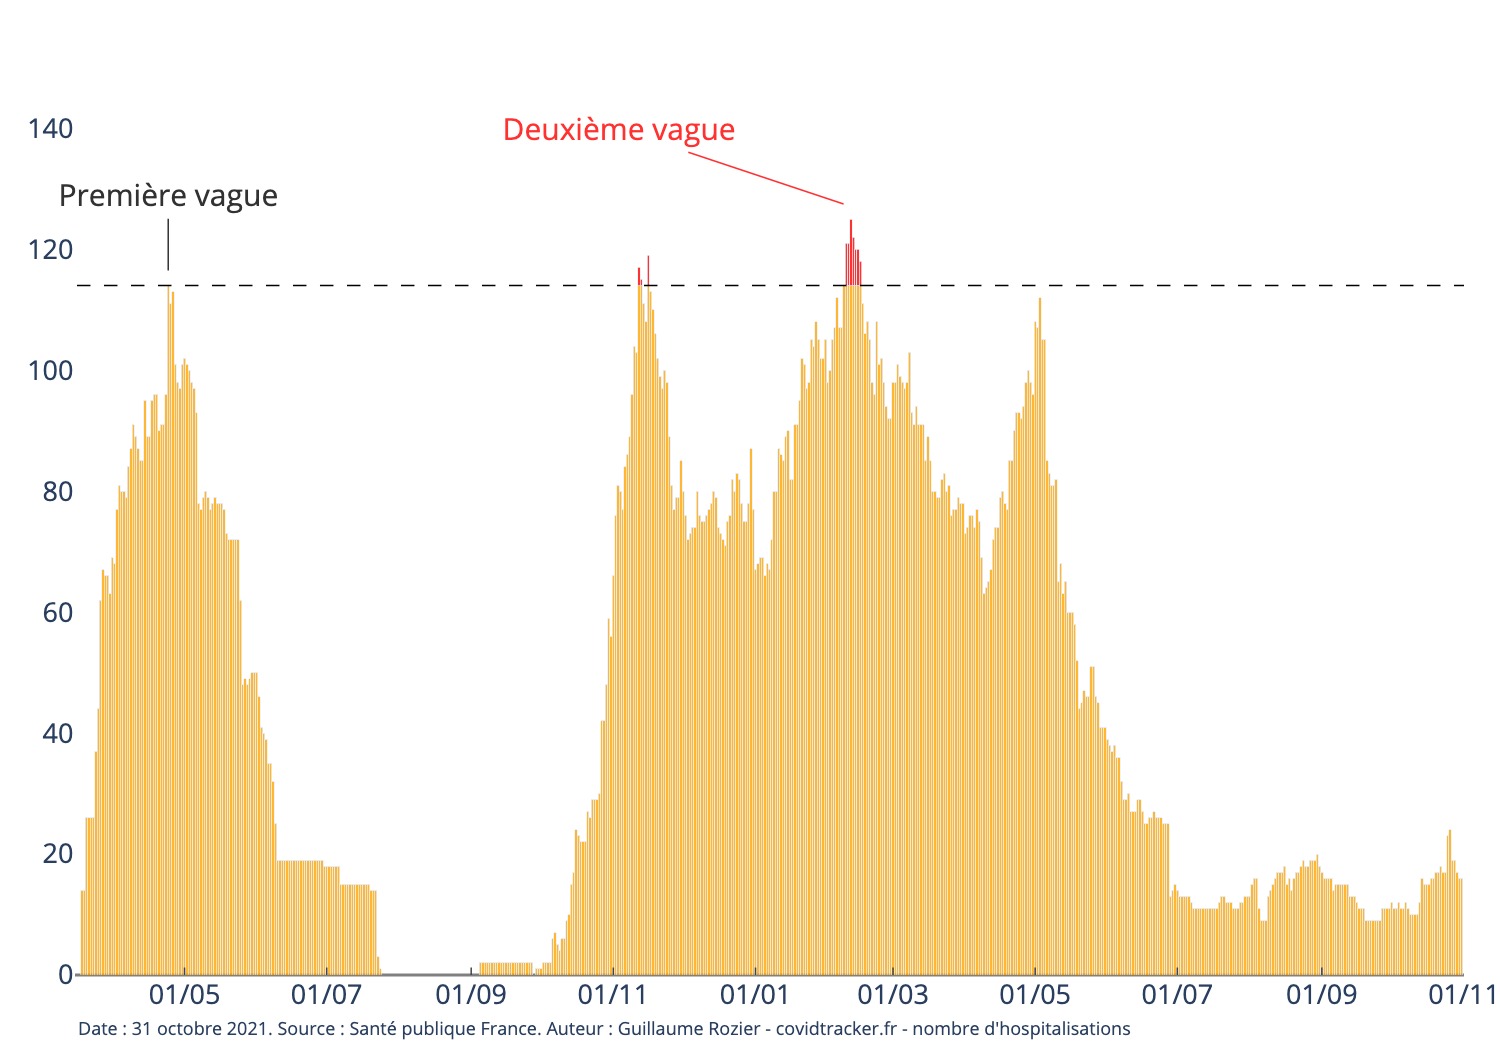 Deuxième vague
Première vague
140
120
100
80
60
40
20
0
01/05 01/07 01/09 01/11 01/01 01/03 01/05 01/07 01/09 01/11
Date : 31 octobre 2021. Source : Santé publique France. Auteur : Guillaume Rozier - covidtracker.fr - nombre d'hospitalisations